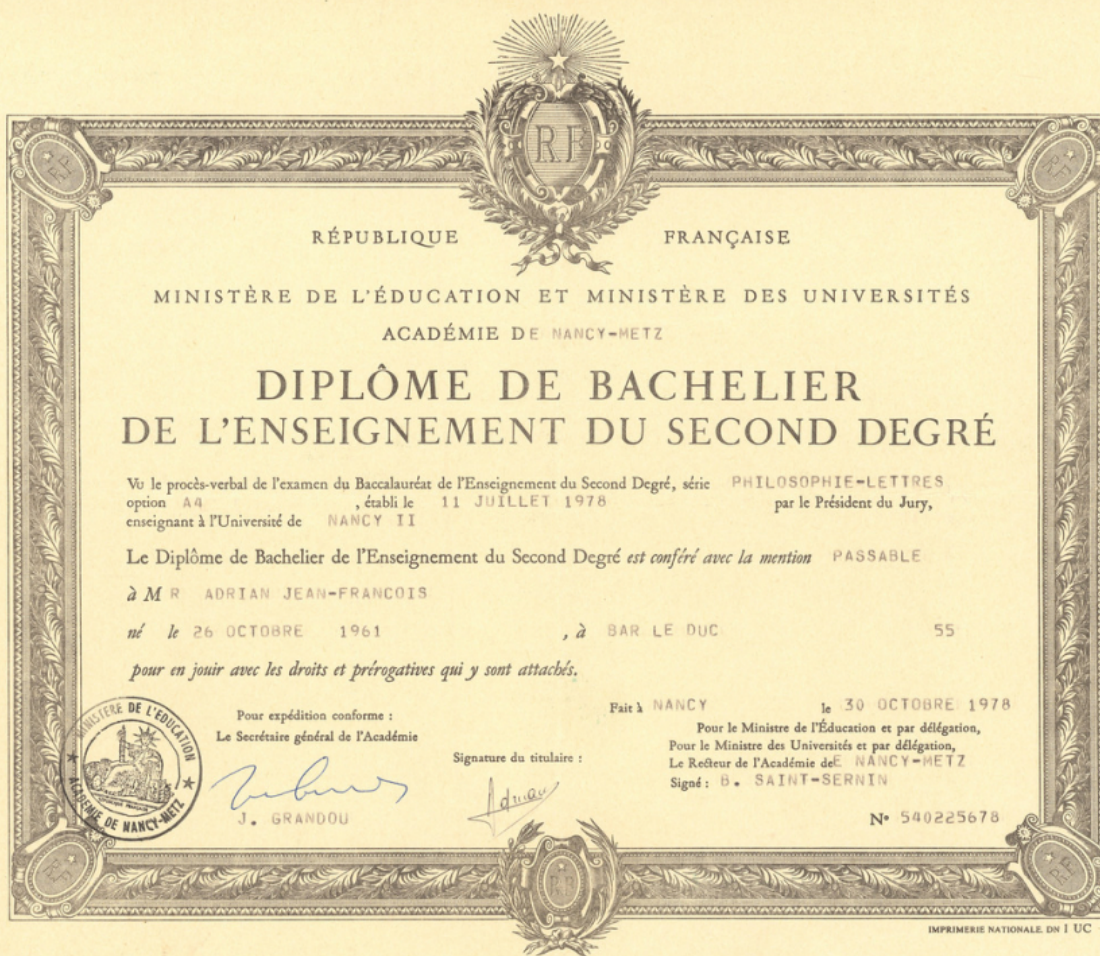 RF
RÉPUBLIQUE FRANÇAISE
MINISTÈRE DE L'ÉDUCATION ET MINISTÈRE DES UNIVERSITÉS
ACADÉMIE DE NANCY-METZ
DIPLÔME DE BACHELIER
DE L'ENSEIGNEMENT DU SECOND DEGRÉ
Vu le procès-verbal de l'examen du Baccalauréat de l'Enseignement du Second Degré, série PHILOSOPHIE-LETTRES
option A4 , établi le 11 JUILLET 1978 par le Président du Jury,
enseignant à l'Université de NANCY II
Le Diplôme de Bachelier de l'Enseignement du Second Degré est conféré avec la mention PASSABLE
à M R ADRIAN JEAN-FRANCOIS
né le 26 OCTOBRE 1961 , à BAR LE DUC 55
pour en jouir avec les droits et prérogatives qui y sont attachés.
Fait à NANCY le 30 OCTOBRE 1978
Pour expédition conforme :
Le Secrétaire général de l'Académie
J. GRANDOU
Signature du titulaire :
Adrian
Pour le Ministre de l'Éducation et par délégation,
Pour le Ministre des Universités et par délégation,
Le Recteur de l'Académie de E NANCY-METZ
Signé : B. SAINT-SERNIN
N° 540225678
MINISTERE DE L'EDUCATION
ACADEMIE DE NANCY-METZ
IMPRIMERIE NATIONALE. DN 1 UC